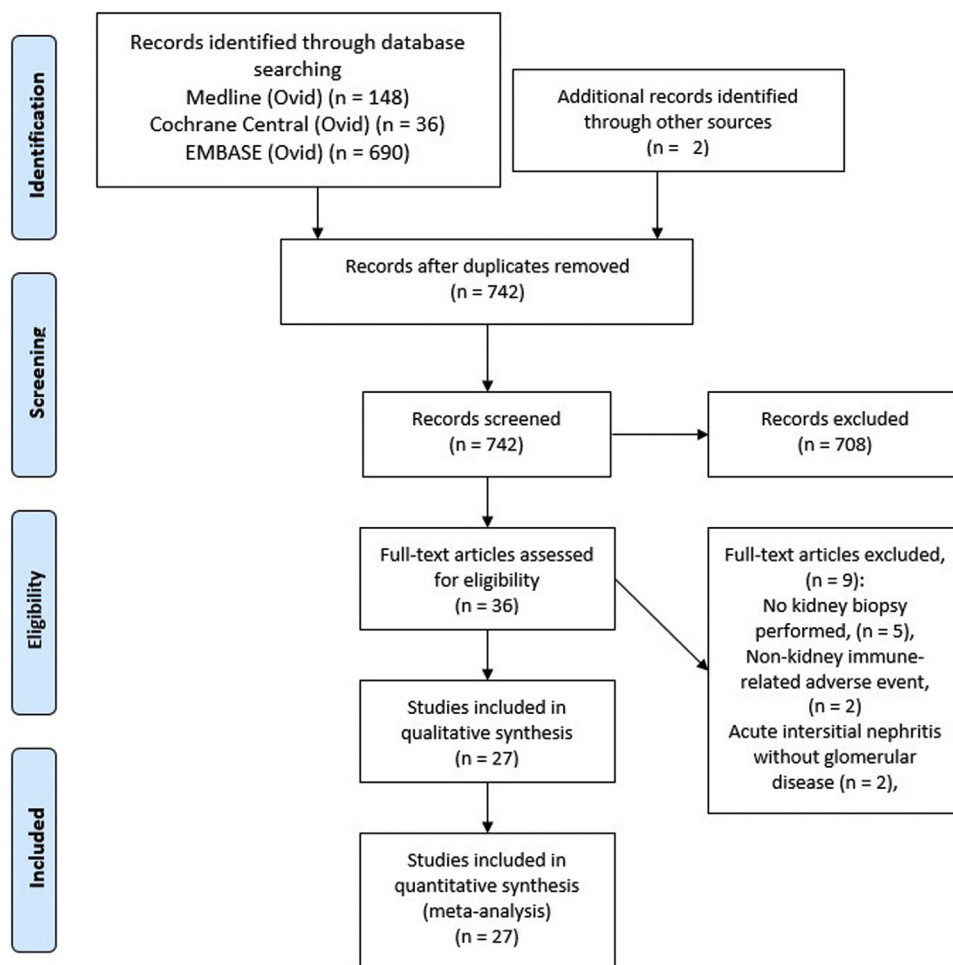 Identification
Records identified through database
searching
Medline (Ovid) (n = 148)
Cochrane Central (Ovid) (n = 36)
EMBASE (Ovid) (n = 690)
Additional records identified
through other sources
(n = 2)
Records after duplicates removed
(n = 742)
Screening
Records screened
(n = 742)
Records excluded
(n = 708)
Eligibility
Full-text articles assessed
for eligibility
(n = 36)
Full-text articles excluded,
(n = 9):
No kidney biopsy
performed, (n = 5),
Non-kidney immune-
related adverse event,
(n = 2)
Acute intersitial nephritis
without glomerular
disease (n = 2),
Studies included in
qualitative synthesis
(n = 27)
Included
Studies included in
quantitative synthesis
(meta-analysis)
(n = 27)